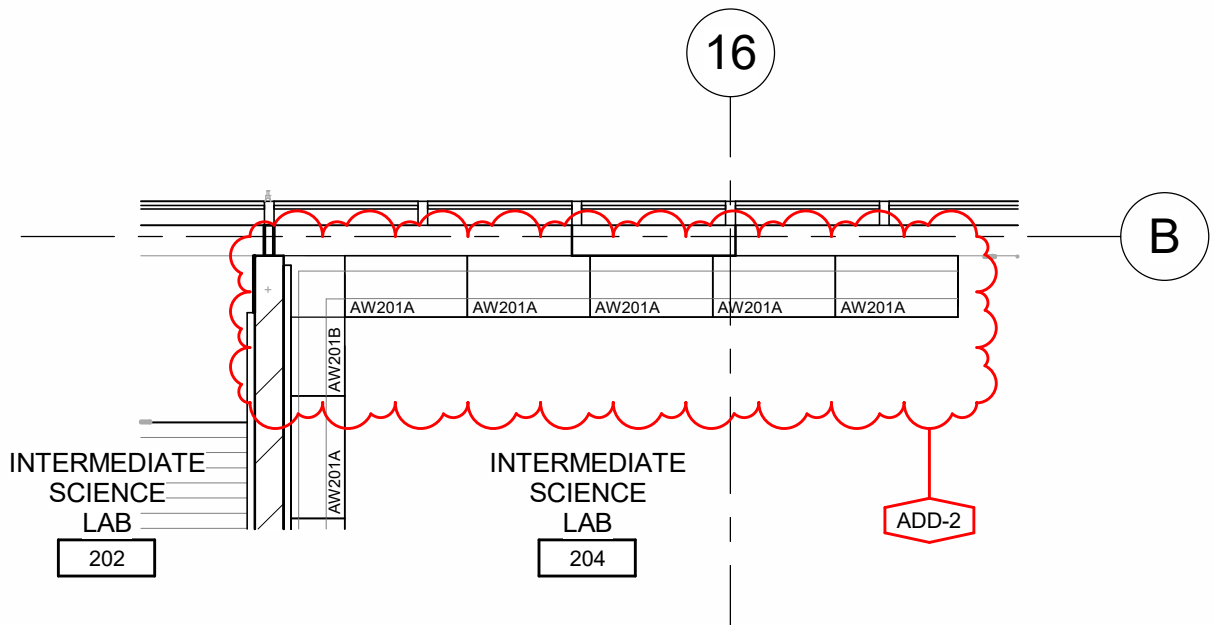 16
B
AW201A AW201A AW201A AW201A AW201A
AW201B
AW201A
INTERMEDIATE
SCIENCE
LAB
202
INTERMEDIATE
SCIENCE
LAB
204
ADD-2